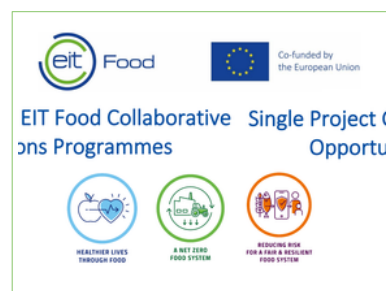 eit Food
Co-funded by
the European Union
EIT Food Collaborative
ons Programmes
Single Project
Opportu
HEALTHIER LIVES
THROUGH FOOD
A NET ZERO
FOOD SYSTEM
REDUCING RISK
FOR A FAIR & RESILIENT
FOOD SYSTEM